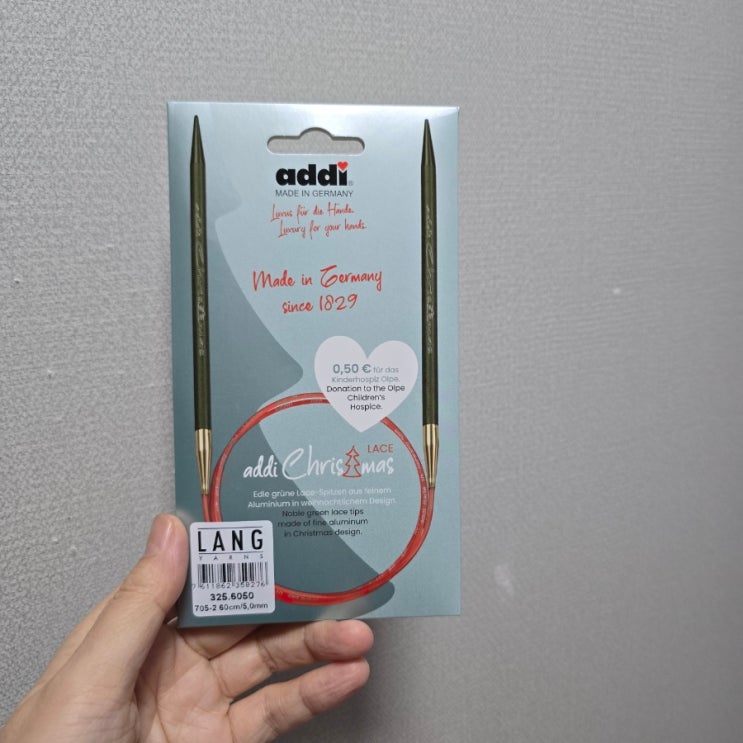 addi
MADE IN GERMANY
Luxus für die Hände.
Luxury for your hands.
Made in Germany
since 1829
0,50 € für das
Kinderhospiz Olpe.
Donation to the Olpe
Children's
Hospice.
LACE
addi Christmas
Edle grüne Lace-Spitzen aus feinem
Aluminium in weihnachtlichem Design.
Noble green lace tips
made of fine aluminum
in Christmas design.
LANG
YARNS
7 611862 358276
325.6050
705-2 60cm/5,0mm